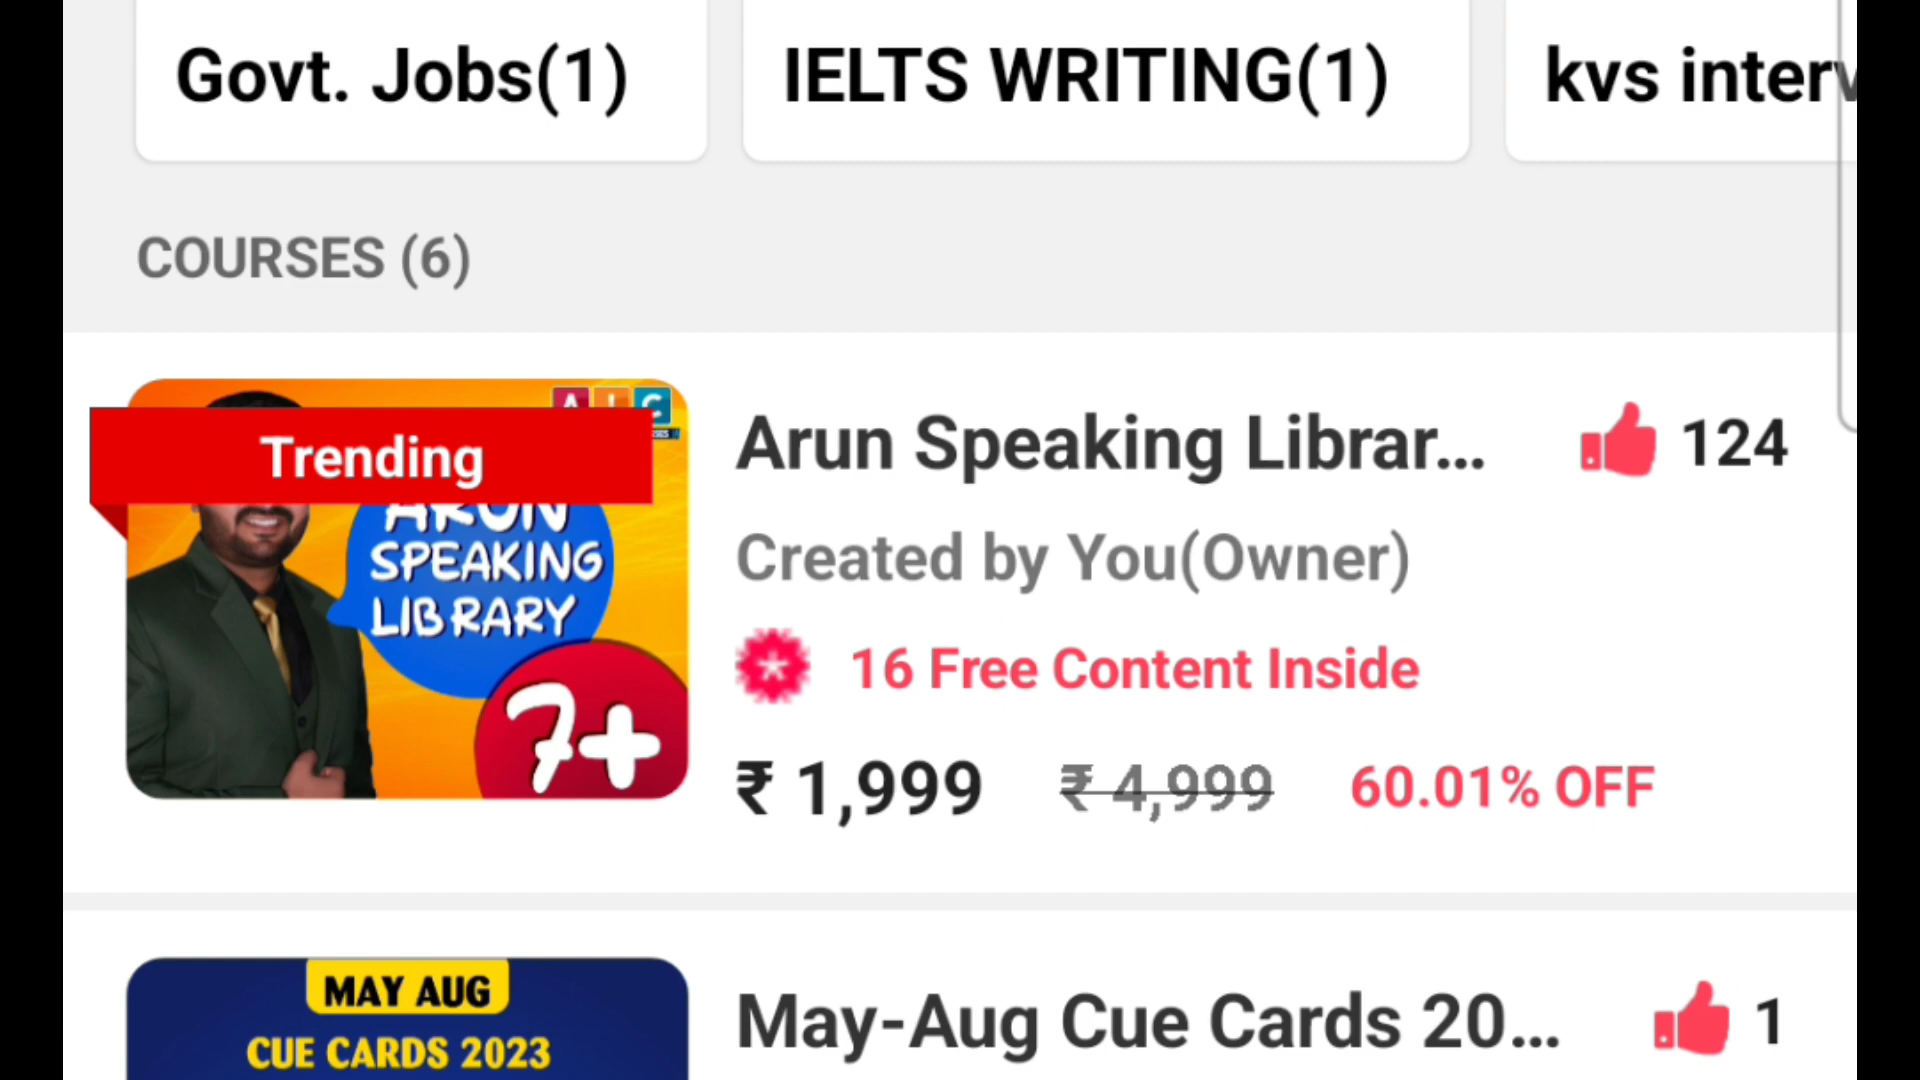 Govt. Jobs(1)
IELTS WRITING(1)
kvs interv
COURSES (6)
Trending
ARUN
SPEAKING
LIBRARY
7+
Arun Speaking Librar...
124
Created by You(Owner)
16 Free Content Inside
₹ 1,999
₹ 4,999
60.01% OFF
MAY AUG
CUE CARDS 2023
May-Aug Cue Cards 20...
1